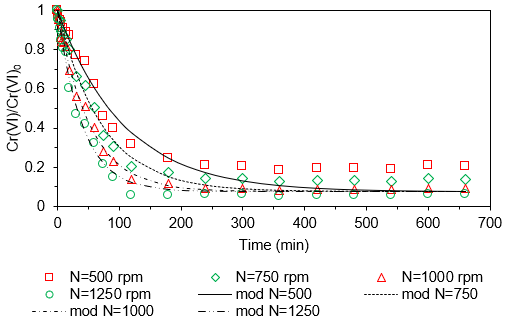 1
0.8
0.6
0.4
0.2
0
Cr(VI)/Cr(VI)₀
0 100 200 300 400 500 600 700
Time (min)
N=500 rpm N=750 rpm N=1000 rpm
N=1250 rpm mod N=500 mod N=750
mod N=1000 mod N=1250